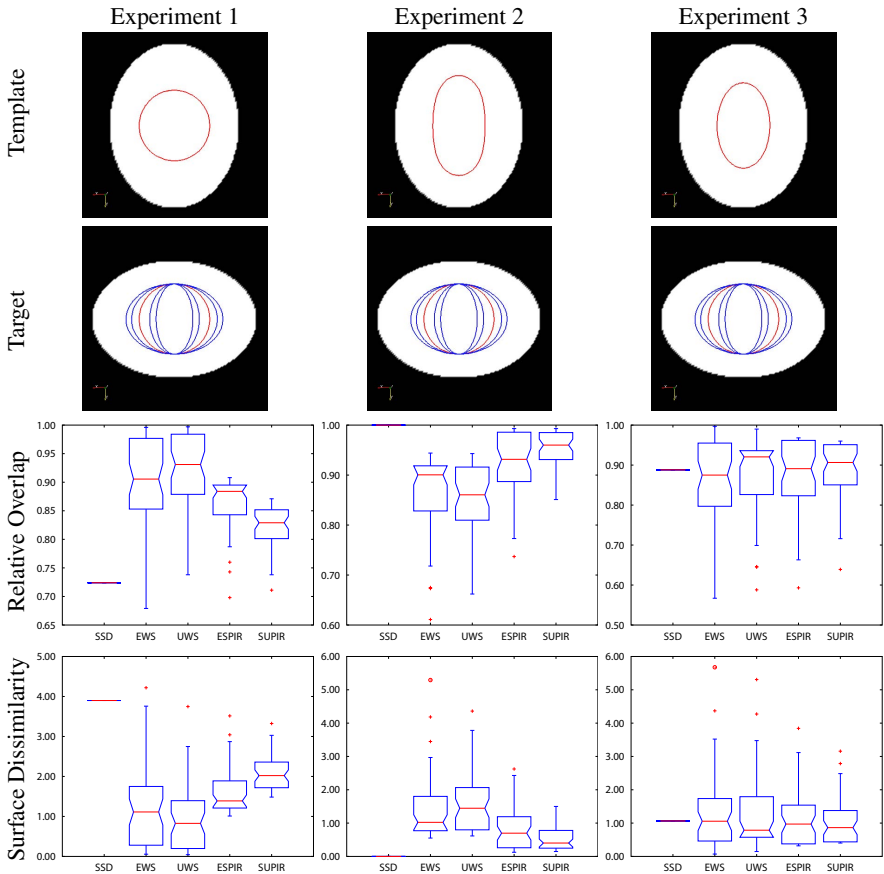 Experiment 1 Experiment 2 Experiment 3
Template
Target
Relative Overlap
1.00 1.00 1.00
0.95
0.90 0.90 0.90
0.85
0.80 0.80 0.80
0.75
0.70 0.70 0.70
0.60
0.65 0.60 0.50
SSD EWS UWS ESPIR SUPIR SSD EWS UWS ESPIR SUPIR SSD EWS UWS ESPIR SUPIR
Surface Dissimilarity
5.00 6.00 6.00
5.00 5.00
4.00
4.00 4.00
3.00
3.00 3.00
2.00
2.00 2.00
1.00
1.00 1.00
0.00 0.00 0.00
SSD EWS UWS ESPIR SUPIR SSD EWS UWS ESPIR SUPIR SSD EWS UWS ESPIR SUPIR